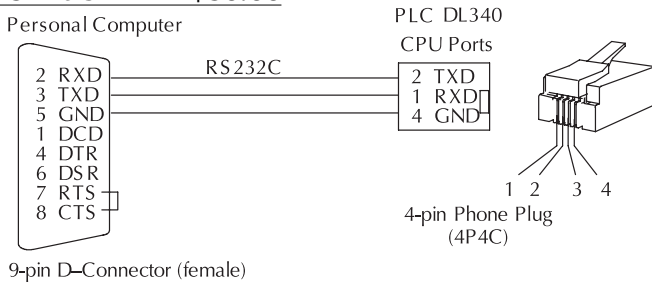 Personal Computer
PLC DL340
CPU Ports
RS232C
2 RXD
3 TXD
5 GND
1 DCD
4 DTR
6 DSR
7 RTS
8 CTS
2 TXD
1 RXD
4 GND
1 2 3 4
4-pin Phone Plug
(4P4C)
9-pin D–Connector (female)